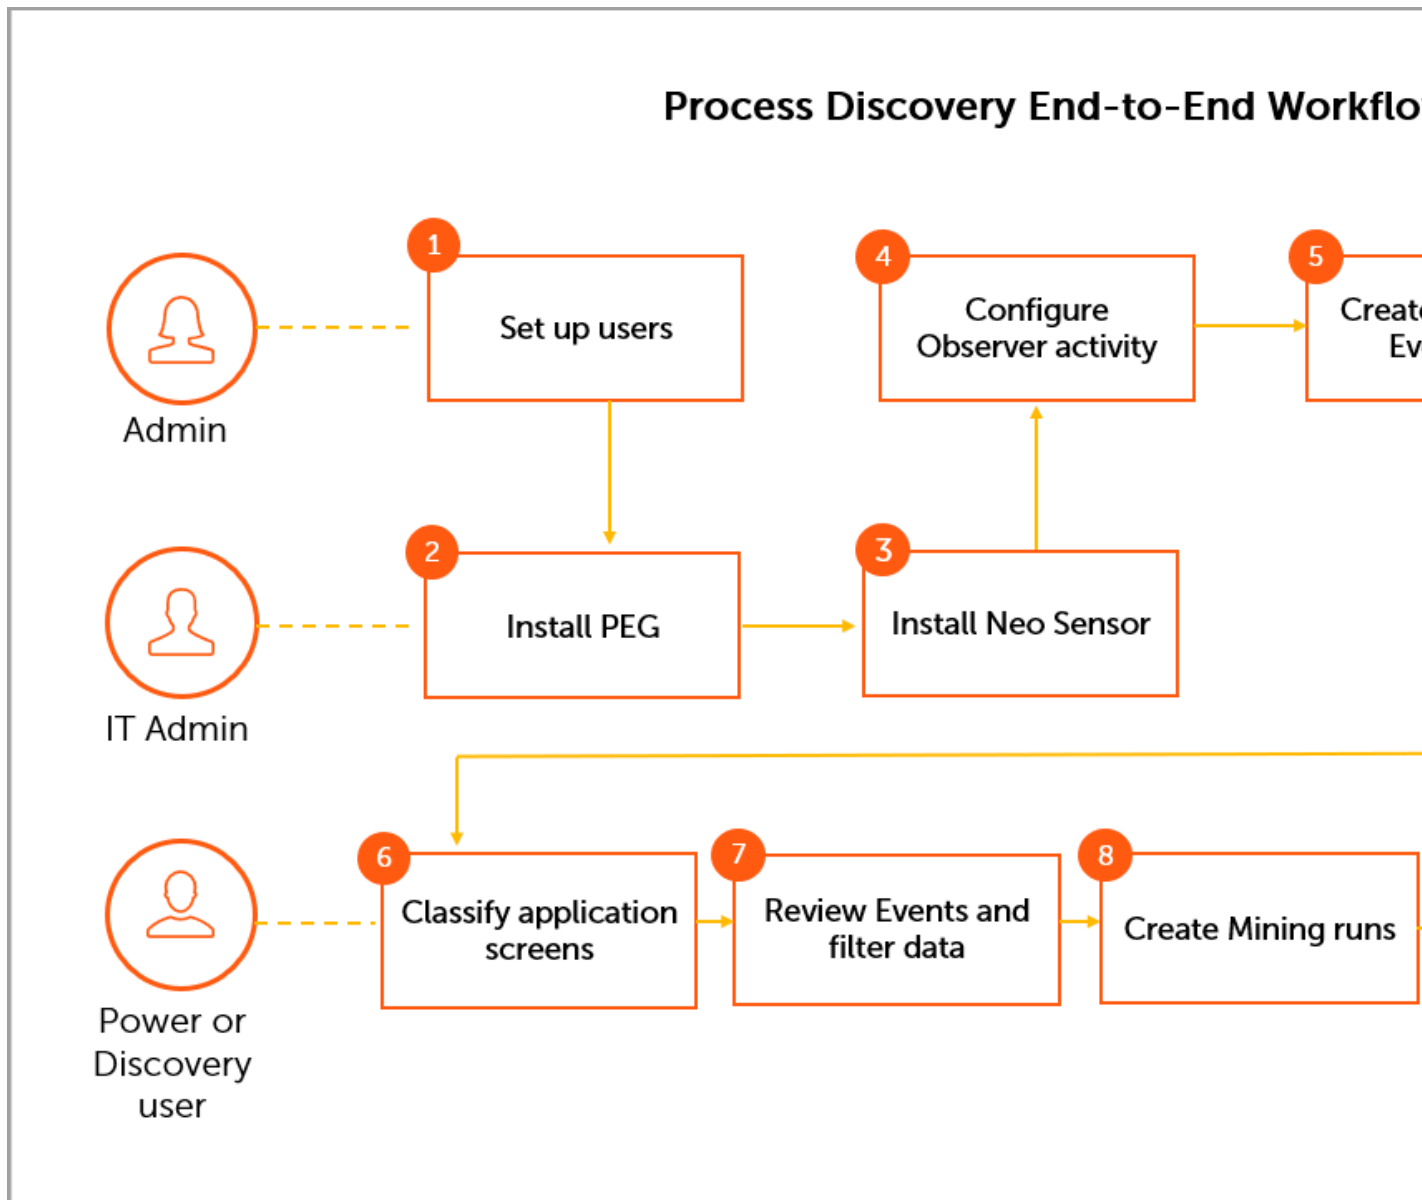 Process Discovery End-to-End Workflo
1
Set up users
4
Configure
Observer activity
5
Create
Ev
Admin
2
Install PEG
3
Install Neo Sensor
IT Admin
6
Classify application
screens
7
Review Events and
filter data
8
Create Mining runs
Power or
Discovery
user